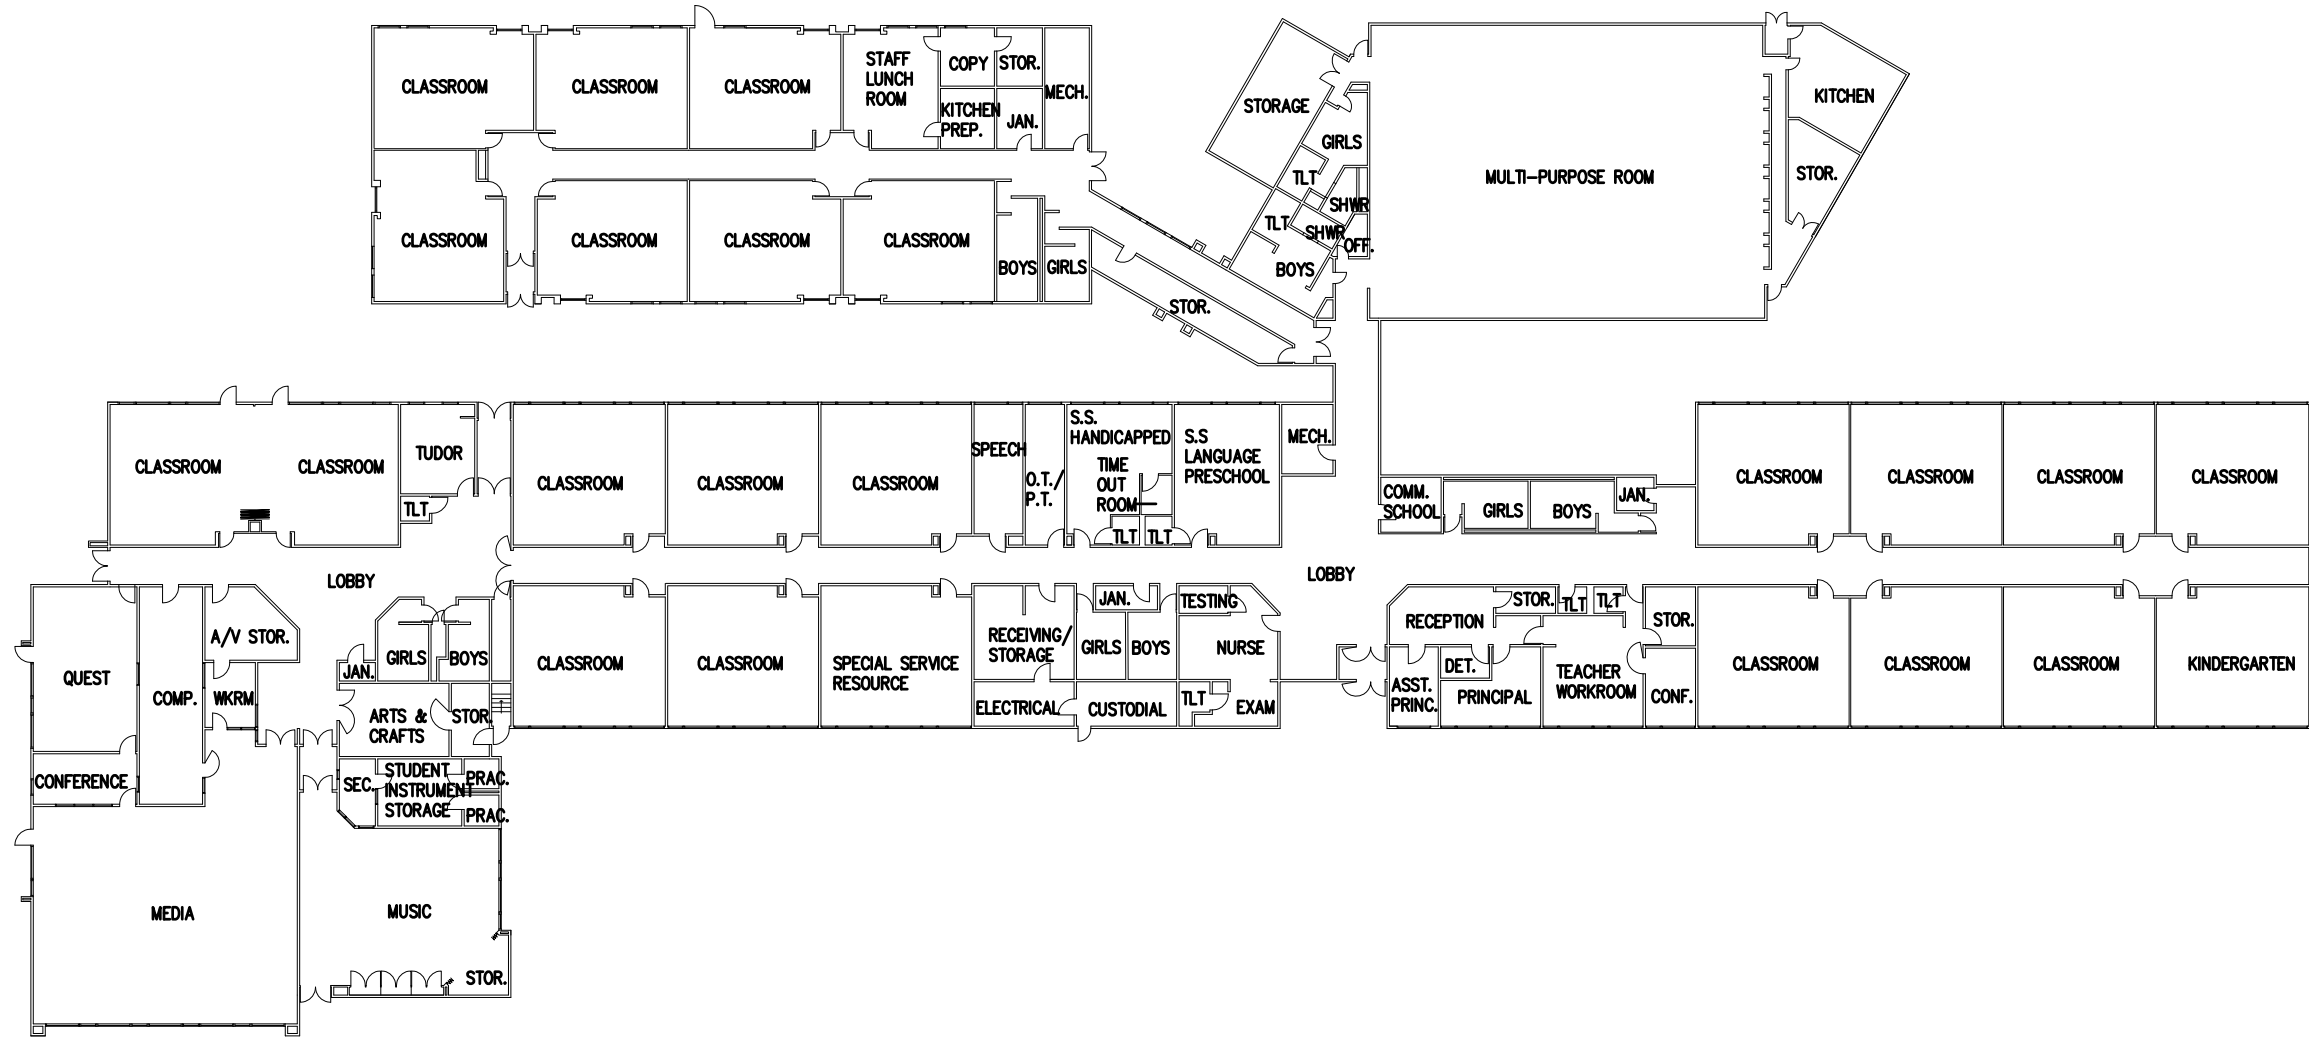 CLASSROOM
CLASSROOM
CLASSROOM
STAFF
LUNCH
ROOM
COPY
STOR.
MECH.
KITCHEN
PREP.
JAN.
CLASSROOM
CLASSROOM
CLASSROOM
CLASSROOM
BOYS
GIRLS
STOR.
STORAGE
GIRLS
TLT
SHWR
TLT
SHWR
OFF.
BOYS
MULTI-PURPOSE ROOM
KITCHEN
STOR.
CLASSROOM
CLASSROOM
TUDOR
TLT
CLASSROOM
CLASSROOM
CLASSROOM
SPEECH
O.T./
P.T.
S.S.
HANDICAPPED
TIME
OUT
ROOM
TLT
TLT
S.S
LANGUAGE
PRESCHOOL
MECH.
COMM.
SCHOOL
GIRLS
BOYS
JAN.
CLASSROOM
CLASSROOM
CLASSROOM
CLASSROOM
LOBBY
LOBBY
QUEST
COMP.
A/V STOR.
WKRM
CONFERENCE
JAN.
GIRLS
BOYS
ARTS &
CRAFTS
STOR.
SEC.
STUDENT
INSTRUMENT
STORAGE
PRAC.
PRAC.
CLASSROOM
CLASSROOM
SPECIAL SERVICE
RESOURCE
RECEIVING/
STORAGE
ELECTRICAL
JAN.
GIRLS
BOYS
CUSTODIAL
TESTING
NURSE
TLT
EXAM
RECEPTION
STOR.
TLT
TLT
STOR.
ASST.
PRINC.
DET.
PRINCIPAL
TEACHER
WORKROOM
CONF.
CLASSROOM
CLASSROOM
CLASSROOM
KINDERGARTEN
MEDIA
MUSIC
STOR.